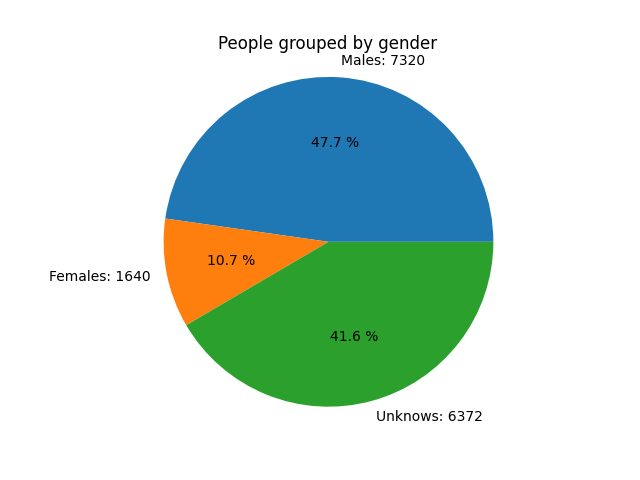 People grouped by gender
Males: 7320
47.7 %
10.7 %
Females: 1640
41.6 %
Unknows: 6372